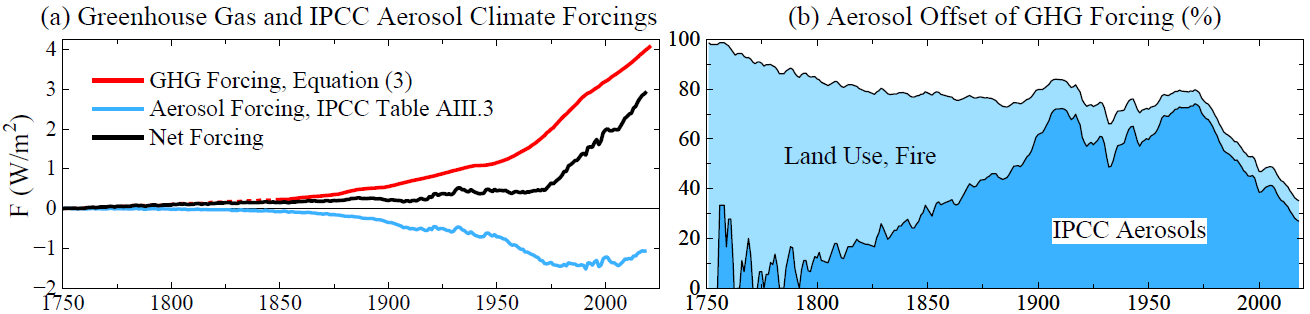 (a) Greenhouse Gas and IPCC Aerosol Climate Forcings
F (W/m²)
4
3
2
1
0
−1
−2
GHG Forcing, Equation (3)
Aerosol Forcing, IPCC Table AIII.3
Net Forcing
1750 1800 1850 1900 1950 2000
(b) Aerosol Offset of GHG Forcing (%)
100
80
60
40
20
0
Land Use, Fire
IPCC Aerosols
1750 1800 1850 1900 1950 2000